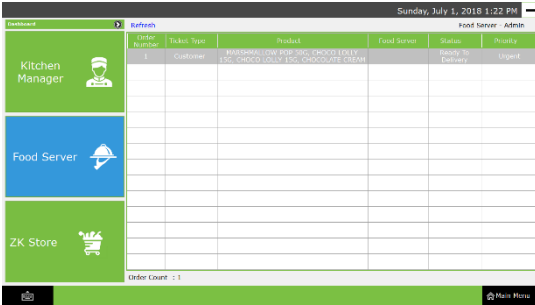 Sunday, July 1, 2018 1:22 PM
Dashboard
Refresh
Food Server - Admin
Order Number
Ticket Type
Product
Food Server
Status
Priority
1
Customer
MARSHMALLOW POP 50G, CHOCO LOLLY
15G, CHOCO LOLLY 15G, CHOCOLATE CREAM
Ready To
Delivery
Urgent
Kitchen
Manager
Food Server
ZK Store
Order Count : 1
Main Menu